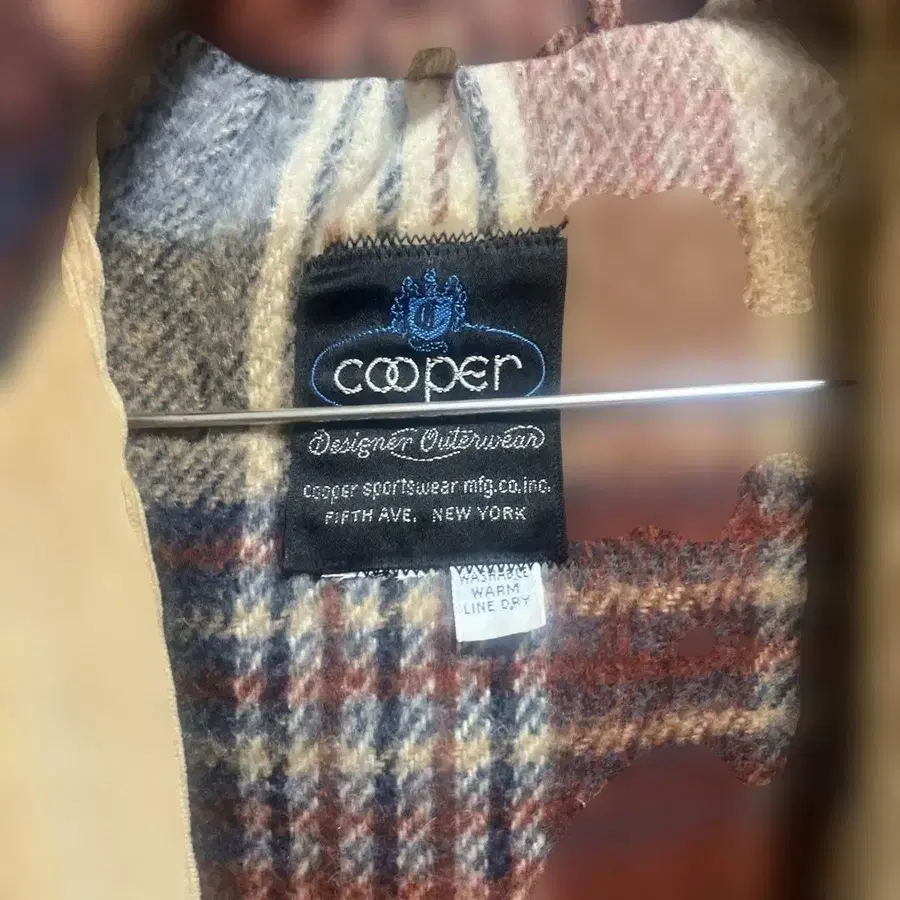 cooper
Designer Outerwear
cooper sportswear mfg.co.inc.
FIFTH AVE. NEW YORK
WASHABLE
WARM
LINE DRY